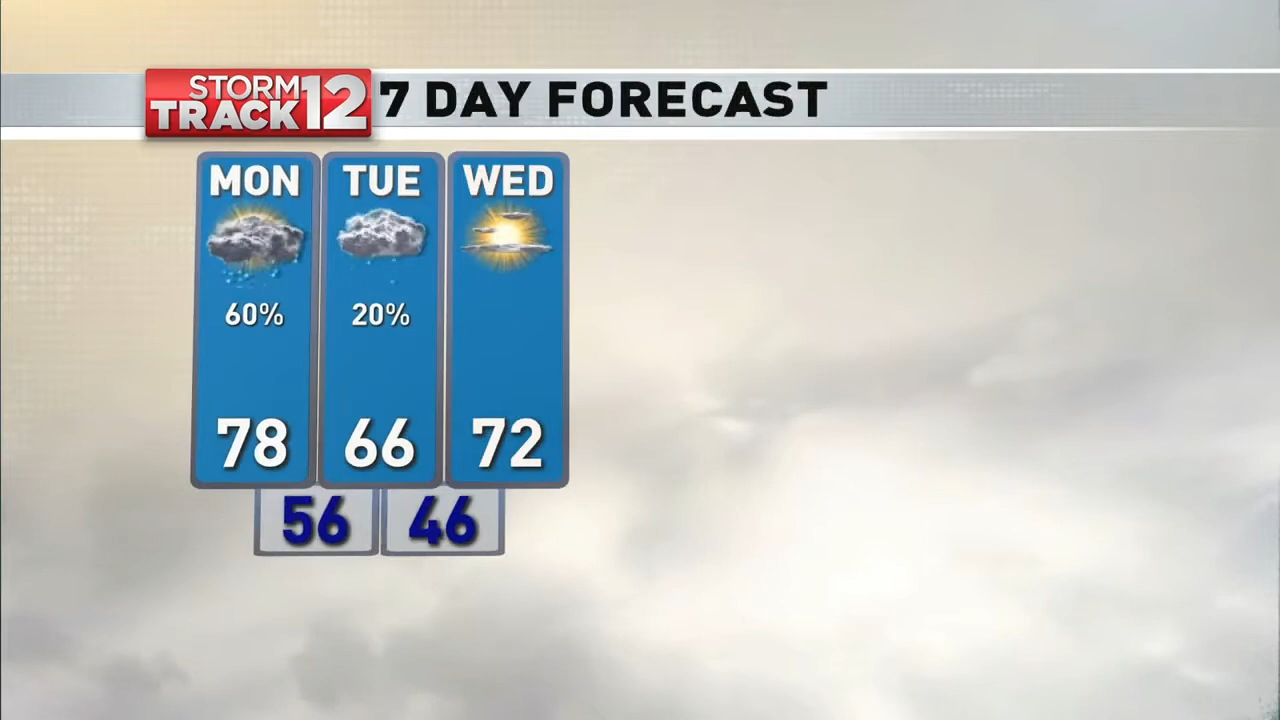 STORM
TRACK 12
7 DAY FORECAST
MON TUE WED
60% 20%
78 66 72
56 46